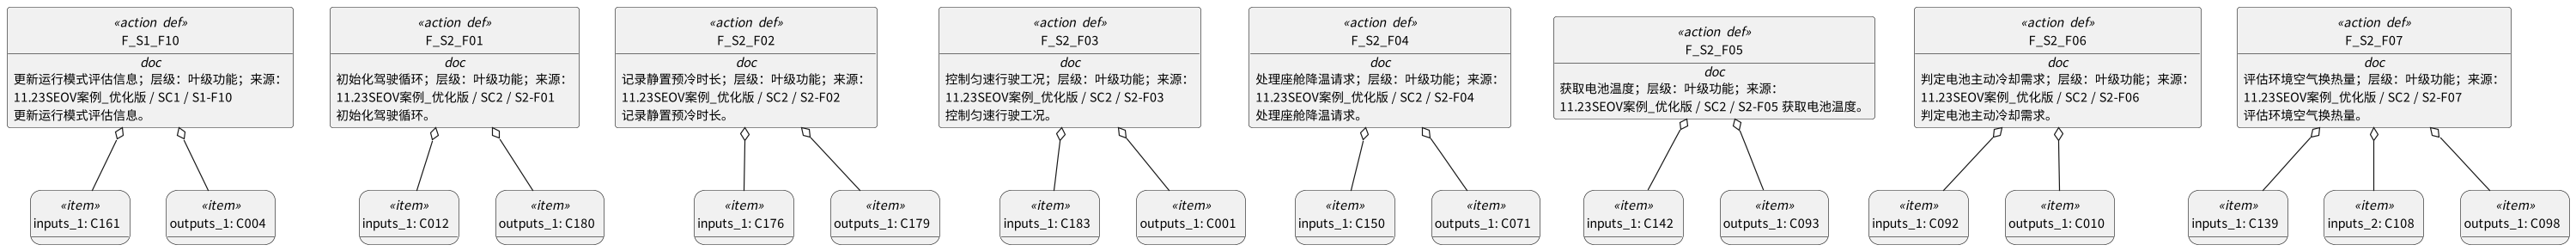 «action def»
F_S1_F10
doc
更新运行模式评估信息；层级：叶级功能；来源：
11.23SEOV案例_优化版 / SC1 / S1-F10
更新运行模式评估信息。
«item»
inputs_1: C161
«item»
outputs_1: C004
«action def»
F_S2_F01
doc
初始化驾驶循环；层级：叶级功能；来源：
11.23SEOV案例_优化版 / SC2 / S2-F01
初始化驾驶循环。
«item»
inputs_1: C012
«item»
outputs_1: C180
«action def»
F_S2_F02
doc
记录静置预冷时长；层级：叶级功能；来源：
11.23SEOV案例_优化版 / SC2 / S2-F02
记录静置预冷时长。
«item»
inputs_1: C176
«item»
outputs_1: C179
«action def»
F_S2_F03
doc
控制匀速行驶工况；层级：叶级功能；来源：
11.23SEOV案例_优化版 / SC2 / S2-F03
控制匀速行驶工况。
«item»
inputs_1: C183
«item»
outputs_1: C001
«action def»
F_S2_F04
doc
处理座舱降温请求；层级：叶级功能；来源：
11.23SEOV案例_优化版 / SC2 / S2-F04
处理座舱降温请求。
«item»
inputs_1: C150
«item»
outputs_1: C071
«action def»
F_S2_F05
doc
获取电池温度；层级：叶级功能；来源：
11.23SEOV案例_优化版 / SC2 / S2-F05 获取电池温度。
«item»
inputs_1: C142
«item»
outputs_1: C093
«action def»
F_S2_F06
doc
判定电池主动冷却需求；层级：叶级功能；来源：
11.23SEOV案例_优化版 / SC2 / S2-F06
判定电池主动冷却需求。
«item»
inputs_1: C092
«item»
outputs_1: C010
«action def»
F_S2_F07
doc
评估环境空气换热量；层级：叶级功能；来源：
11.23SEOV案例_优化版 / SC2 / S2-F07
评估环境空气换热量。
«item»
inputs_1: C139
«item»
inputs_2: C108
«item»
outputs_1: C098